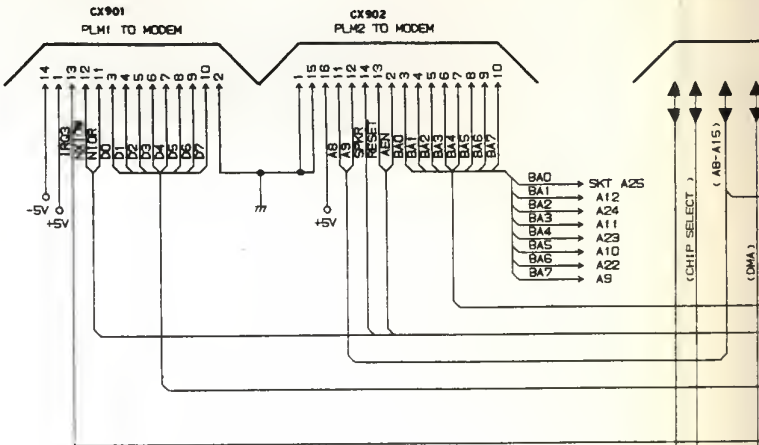 CX901
PLM1 TO MODEM
CX902
PLM2 TO MODEM
14 1 13 12 11 3 4 5 6 7 8 9 10 2
1 15 16 11 12 14 13 2 3 4 5 6 7 8 9 10
IRQ3
NIOR
D0
D1
D2
D3
D4
D5
D6
D7
A8
A9
SPKR
RESET
AEN
BA0
BA1
BA2
BA3
BA4
BA5
BA6
BA7
-5V
+5V
+5V
BA0 SKT A25
BA1 A12
BA2 A24
BA3 A11
BA4 A23
BA5 A10
BA6 A22
BA7 A9
(CHIP SELECT)
(A8-A15)
(DMA)